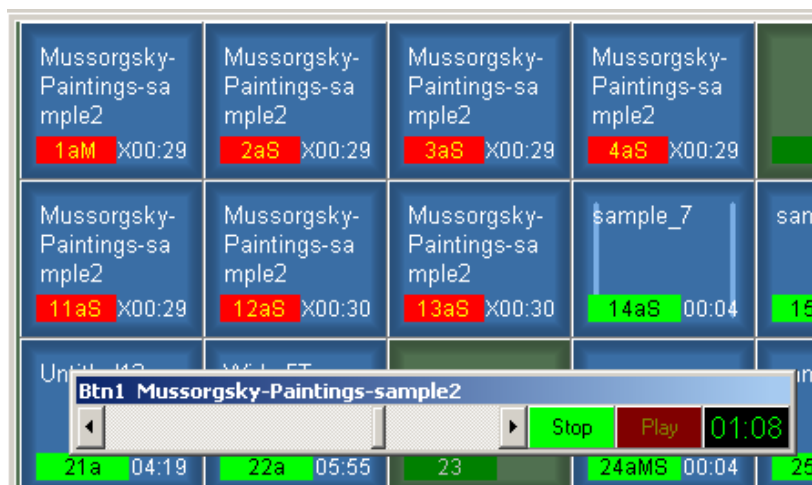 Mussorgsky- Mussorgsky- Mussorgsky- Mussorgsky-
Paintings-sa Paintings-sa Paintings-sa Paintings-sa
mple2 mple2 mple2 mple2
1aM X00:29 2aS X00:29 3aS X00:29 4aS X00:29
Mussorgsky- Mussorgsky- Mussorgsky- sample_7 sam
Paintings-sa Paintings-sa Paintings-sa
mple2 mple2 mple2
11aS X00:29 12aS X00:30 13aS X00:30 14aS 00:04 15
Btn1 Mussorgsky-Paintings-sample2
Stop Play 01:08
21a 04:19 22a 05:55 23 24aMS 00:04 25